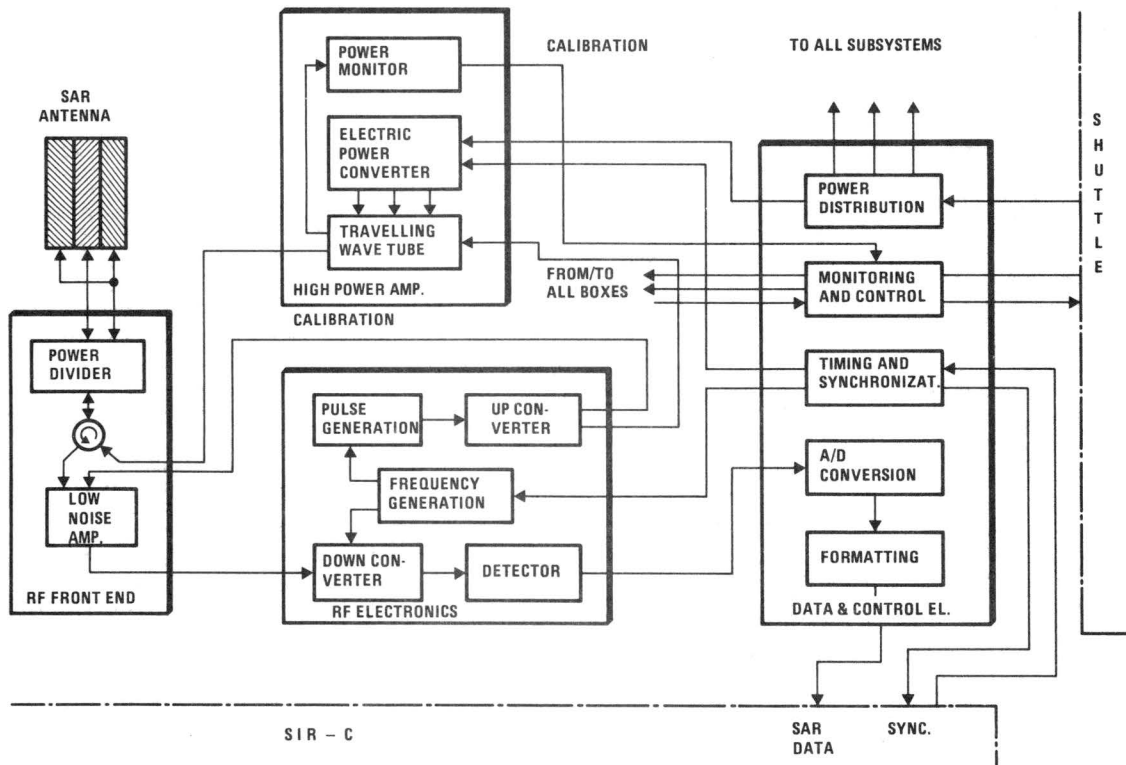 POWER
MONITOR
CALIBRATION
TO ALL SUBSYSTEMS
SAR
ANTENNA
ELECTRIC
POWER
CONVERTER
SHUTTLE
POWER
DISTRIBUTION
TRAVELLING
WAVE TUBE
HIGH POWER AMP.
FROM/TO
ALL BOXES
MONITORING
AND CONTROL
CALIBRATION
POWER
DIVIDER
TIMING AND
SYNCHRONIZAT.
PULSE
GENERATION
UP CON-
VERTER
LOW
NOISE
AMP.
FREQUENCY
GENERATION
A/D
CONVERSION
DOWN CON-
VERTER
DETECTOR
FORMATTING
RF FRONT END
RF ELECTRONICS
DATA & CONTROL EL.
SIR – C
SAR
DATA
SYNC.